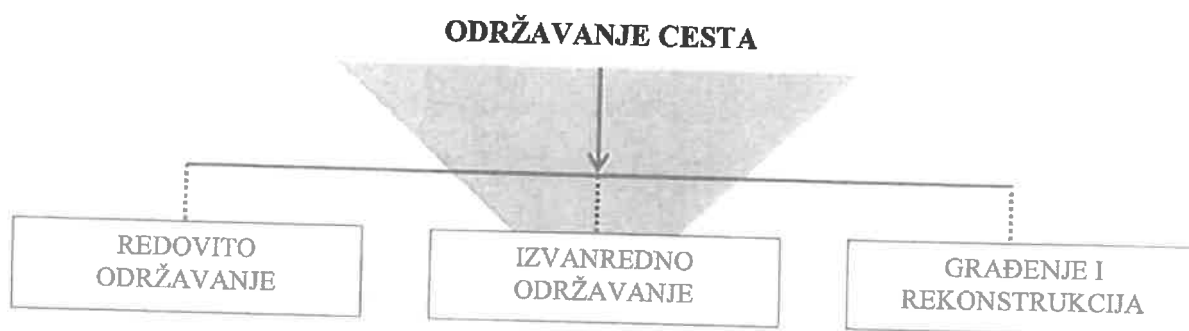 ODRŽAVANJE CESTA
REDOVITO
ODRŽAVANJE
IZVANREDNO
ODRŽAVANJE
GRAĐENJE I
REKONSTRUKCIJA